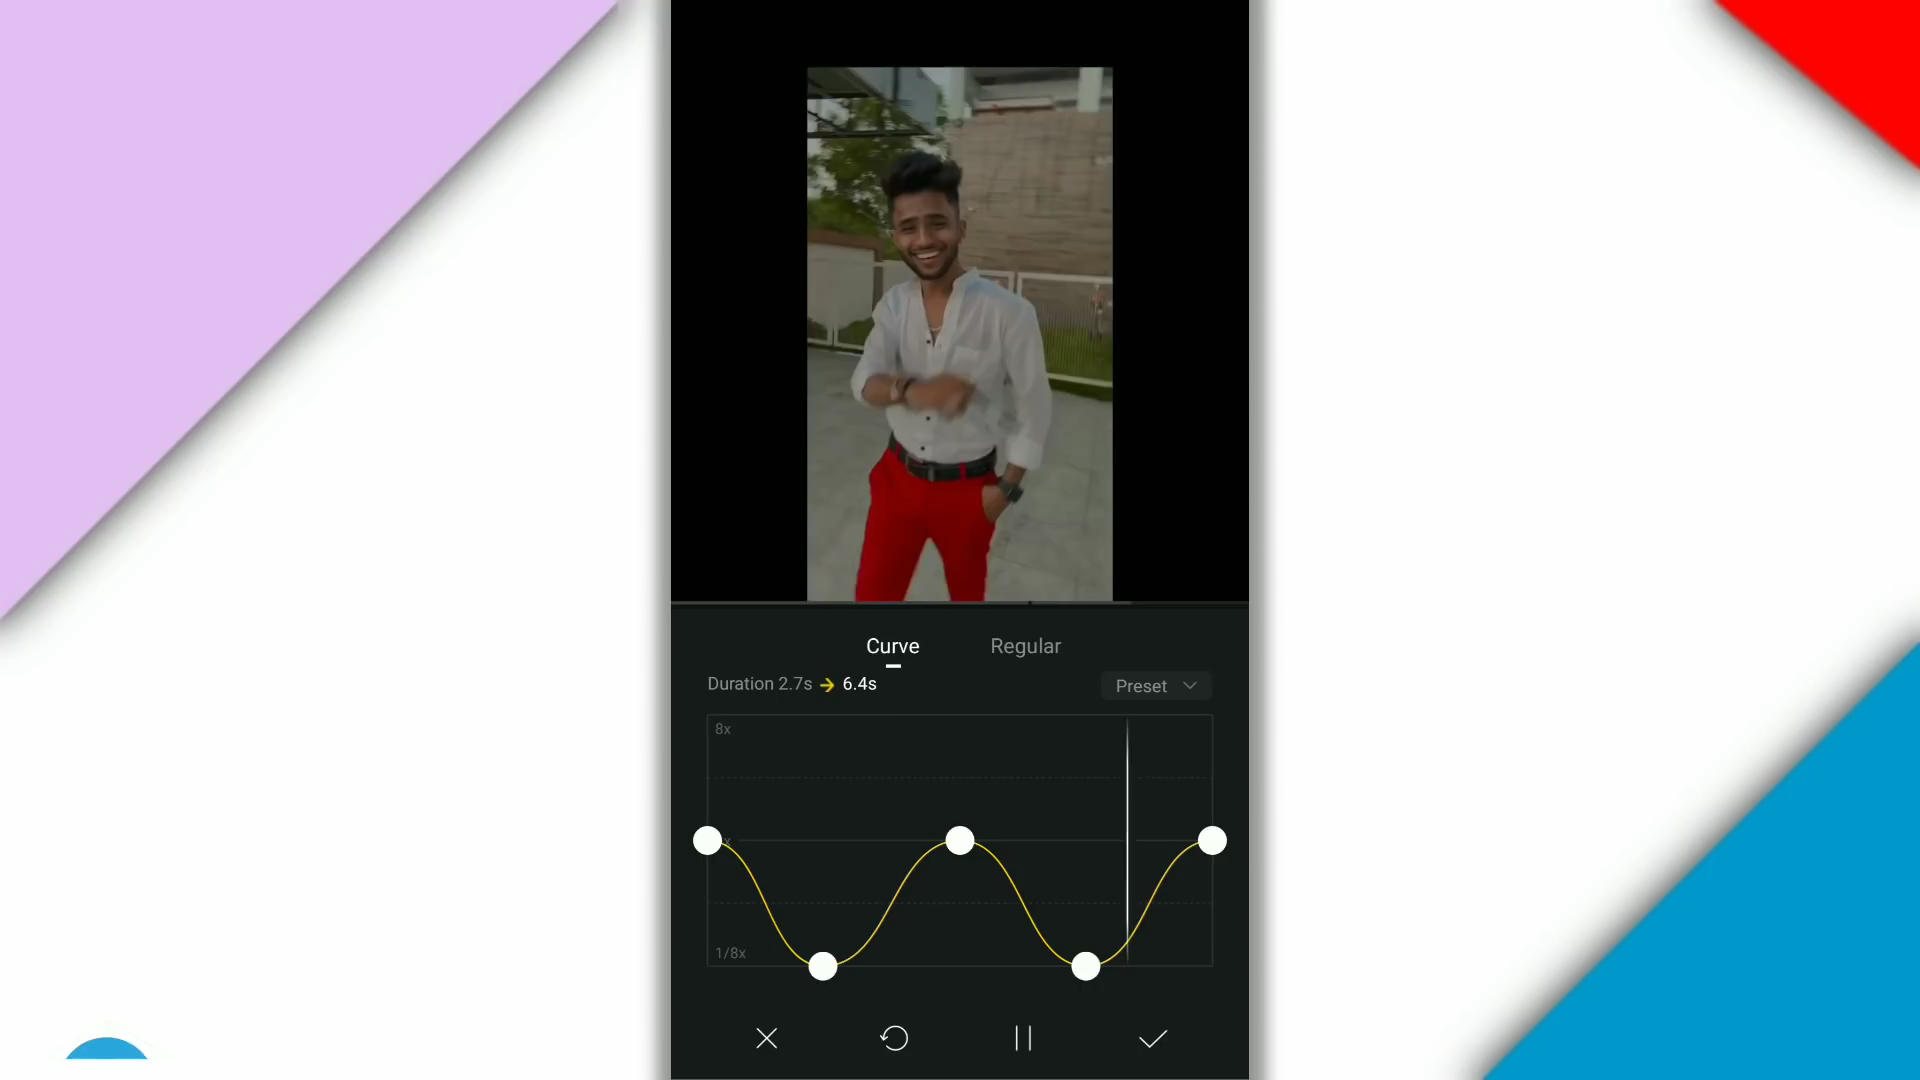 Curve Regular
Duration 2.7s → 6.4s Preset
8x
x
1/8x